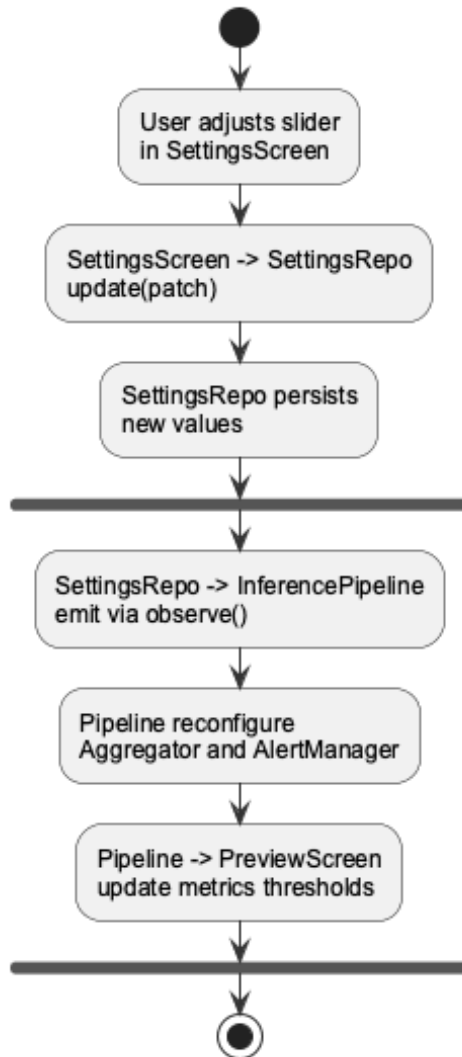 User adjusts slider
in SettingsScreen
SettingsScreen -> SettingsRepo
update(patch)
SettingsRepo persists
new values
SettingsRepo -> InferencePipeline
emit via observe()
Pipeline reconfigure
Aggregator and AlertManager
Pipeline -> PreviewScreen
update metrics thresholds